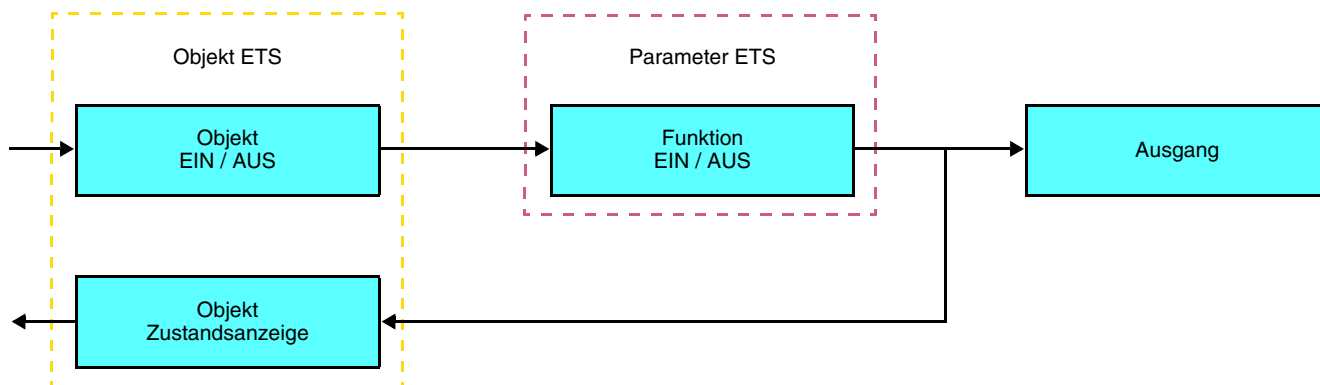 Objekt ETS
Parameter ETS
Objekt
EIN / AUS
Funktion
EIN / AUS
Ausgang
Objekt
Zustandsanzeige